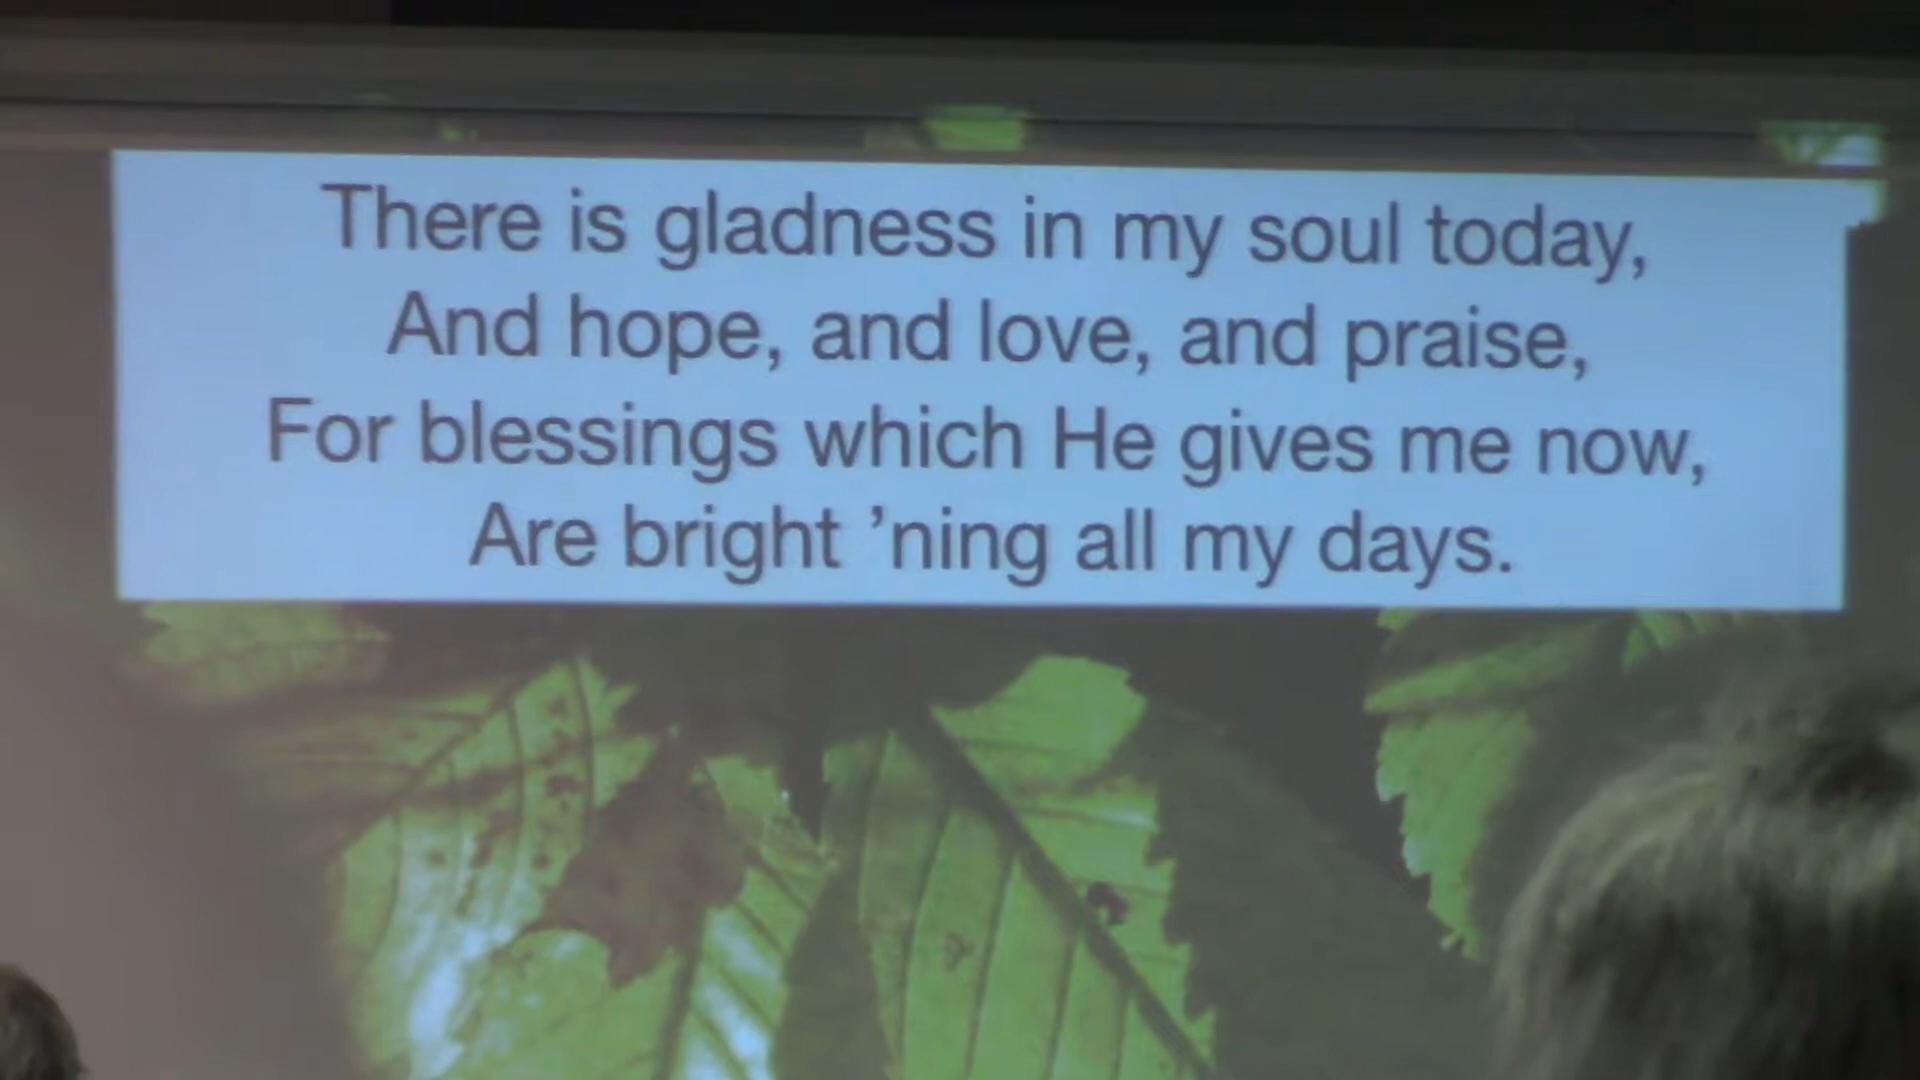 There is gladness in my soul today,
And hope, and love, and praise,
For blessings which He gives me now,
Are bright ’ning all my days.